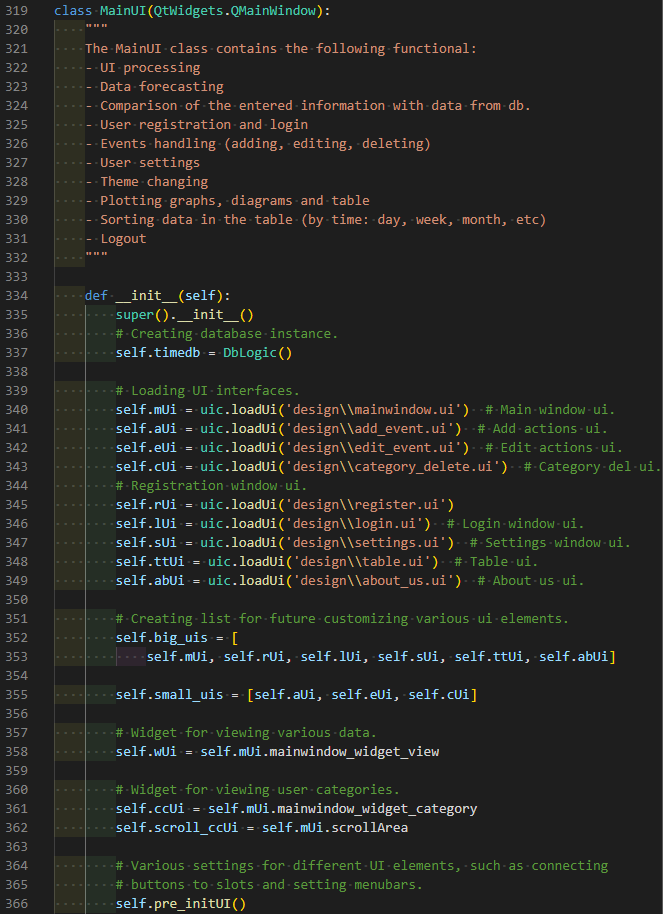 319 class MainUI(QtWidgets.QMainWindow):
320 """
321 The MainUI class contains the following functional:
322 - UI processing
323 - Data forecasting
324 - Comparison of the entered information with data from db.
325 - User registration and login
326 - Events handling (adding, editing, deleting)
327 - User settings
328 - Theme changing
329 - Plotting graphs, diagrams and table
330 - Sorting data in the table (by time: day, week, month, etc)
331 - Logout
332 """
333
334 def __init__(self):
335 super().__init__()
336 # Creating database instance.
337 self.timedb = DbLogic()
338
339 # Loading UI interfaces.
340 self.mUi = uic.loadUi('design\\mainwindow.ui')  # Main window ui.
341 self.aUi = uic.loadUi('design\\add_event.ui')  # Add actions ui.
342 self.eUi = uic.loadUi('design\\edit_event.ui')  # Edit actions ui.
343 self.cUi = uic.loadUi('design\\category_delete.ui')  # Category del ui.
344 # Registration window ui.
345 self.rUi = uic.loadUi('design\\register.ui')
346 self.lUi = uic.loadUi('design\\login.ui')  # Login window ui.
347 self.sUi = uic.loadUi('design\\settings.ui')  # Settings window ui.
348 self.ttUi = uic.loadUi('design\\table.ui')  # Table ui.
349 self.abUi = uic.loadUi('design\\about_us.ui')  # About us ui.
350
351 # Creating list for future customizing various ui elements.
352 self.big_uis = [
353 self.mUi, self.rUi, self.lUi, self.sUi, self.ttUi, self.abUi]
354
355 self.small_uis = [self.aUi, self.eUi, self.cUi]
356
357 # Widget for viewing various data.
358 self.wUi = self.mUi.mainwindow_widget_view
359
360 # Widget for viewing user categories.
361 self.ccUi = self.mUi.mainwindow_widget_category
362 self.scroll_ccUi = self.mUi.scrollArea
363
364 # Various settings for different UI elements, such as connecting
365 # buttons to slots and setting menubars.
366 self.pre_initUI()